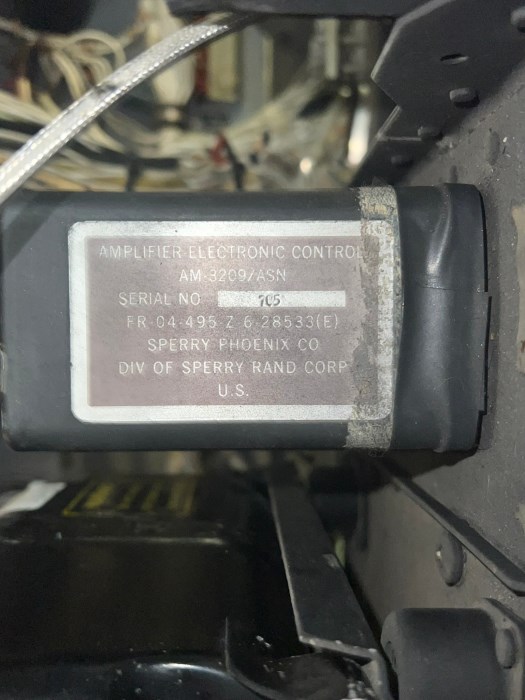 AMPLIFIER ELECTRONIC CONTROL
AM-3209/ASN
SERIAL NO 705
FR-04-495-Z-6-28533(E)
SPERRY PHOENIX CO
DIV OF SPERRY RAND CORP
U.S.